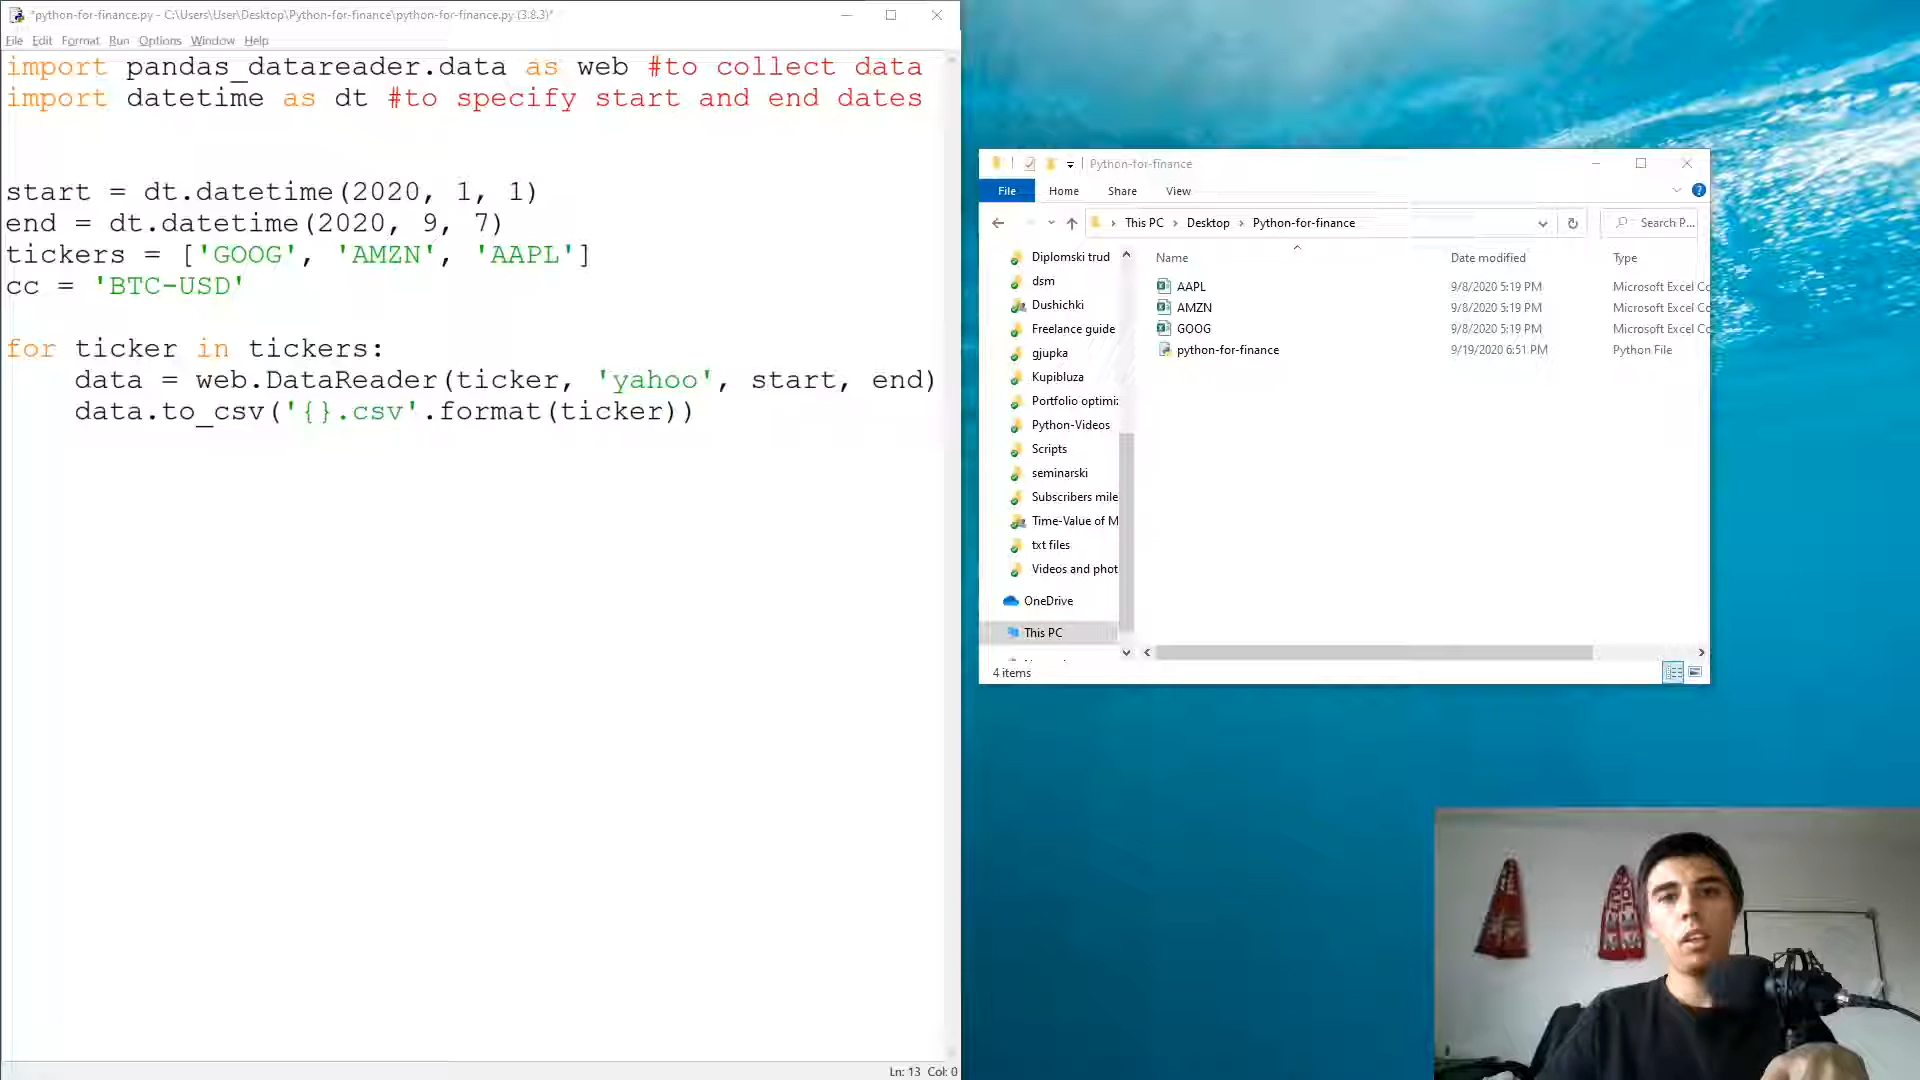 *python-for-finance.py - C:\Users\User\Desktop\Python-for-finance\python-for-finance.py (3.8.3)*
File Edit Format Run Options Window Help
import pandas_datareader.data as web #to collect data
import datetime as dt #to specify start and end dates
start = dt.datetime(2020, 1, 1)
end = dt.datetime(2020, 9, 7)
tickers = ['GOOG', 'AMZN', 'AAPL']
cc = 'BTC-USD'
for ticker in tickers:
    data = web.DataReader(ticker, 'yahoo', start, end)
    data.to_csv('{}.csv'.format(ticker))
Ln: 13 Col: 0
Python-for-finance
File Home Share View
This PC Desktop Python-for-finance Search P...
Diplomski trud
dsm
Dushichki
Freelance guide
gjupka
Kupibluza
Portfolio optimi
Python-Videos
Scripts
seminarski
Subscribers mile
Time-Value of M
txt files
Videos and phot
OneDrive
This PC
Name Date modified Type
AAPL 9/8/2020 5:19 PM Microsoft Excel Co
AMZN 9/8/2020 5:19 PM Microsoft Excel Co
GOOG 9/8/2020 5:19 PM Microsoft Excel Co
python-for-finance 9/19/2020 6:51 PM Python File
4 items